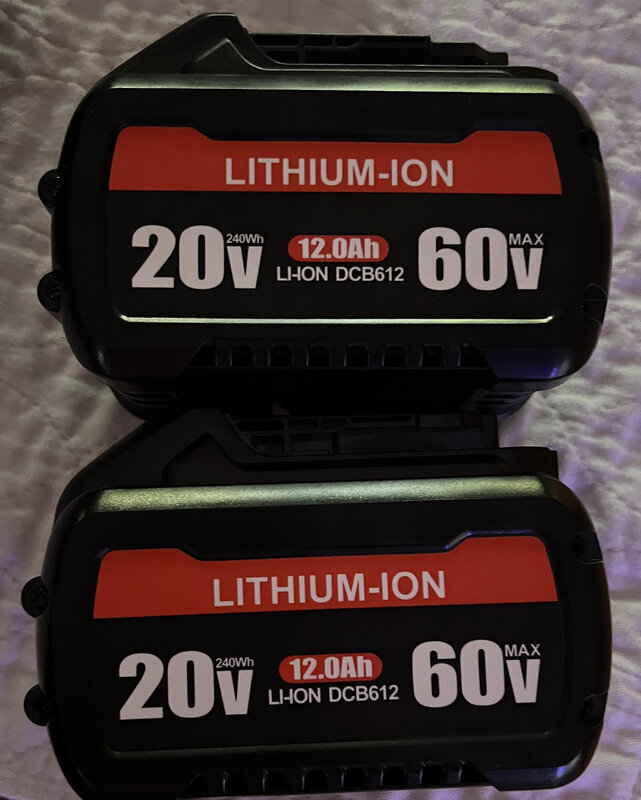 LITHIUM-ION
20V 240Wh 12.0Ah 60V MAX
LI-ION DCB612
LITHIUM-ION
20V 240Wh 12.0Ah 60V MAX
LI-ION DCB612